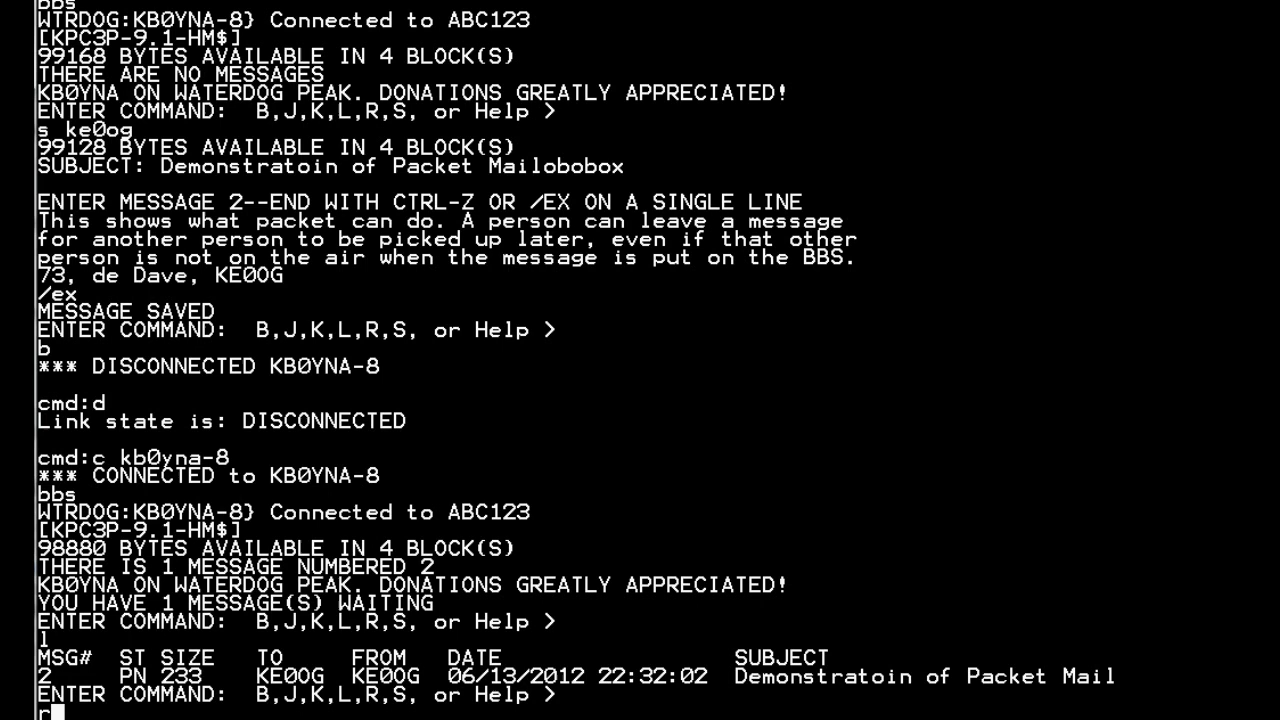 bbs
WTRDOG:KB0YNA-8} Connected to ABC123
[KPC3P-9.1-HM$]
99168 BYTES AVAILABLE IN 4 BLOCK(S)
THERE ARE NO MESSAGES
KB0YNA ON WATERDOG PEAK. DONATIONS GREATLY APPRECIATED!
ENTER COMMAND:  B,J,K,L,R,S, or Help >
s ke0og
99128 BYTES AVAILABLE IN 4 BLOCK(S)
SUBJECT: Demonstratoin of Packet Mailobobox
ENTER MESSAGE 2--END WITH CTRL-Z OR /EX ON A SINGLE LINE
This shows what packet can do. A person can leave a message
for another person to be picked up later, even if that other
person is not on the air when the message is put on the BBS.
73, de Dave, KE0OG
/ex
MESSAGE SAVED
ENTER COMMAND:  B,J,K,L,R,S, or Help >
b
*** DISCONNECTED KB0YNA-8
cmd:d
Link state is: DISCONNECTED
cmd:c kb0yna-8
*** CONNECTED to KB0YNA-8
bbs
WTRDOG:KB0YNA-8} Connected to ABC123
[KPC3P-9.1-HM$]
98880 BYTES AVAILABLE IN 4 BLOCK(S)
THERE IS 1 MESSAGE NUMBERED 2
KB0YNA ON WATERDOG PEAK. DONATIONS GREATLY APPRECIATED!
YOU HAVE 1 MESSAGE(S) WAITING
ENTER COMMAND:  B,J,K,L,R,S, or Help >
l
MSG#  ST SIZE   TO     FROM   DATE                 SUBJECT
2     PN 233    KE0OG  KE0OG  06/13/2012 22:32:02  Demonstratoin of Packet Mail
ENTER COMMAND:  B,J,K,L,R,S, or Help >
r